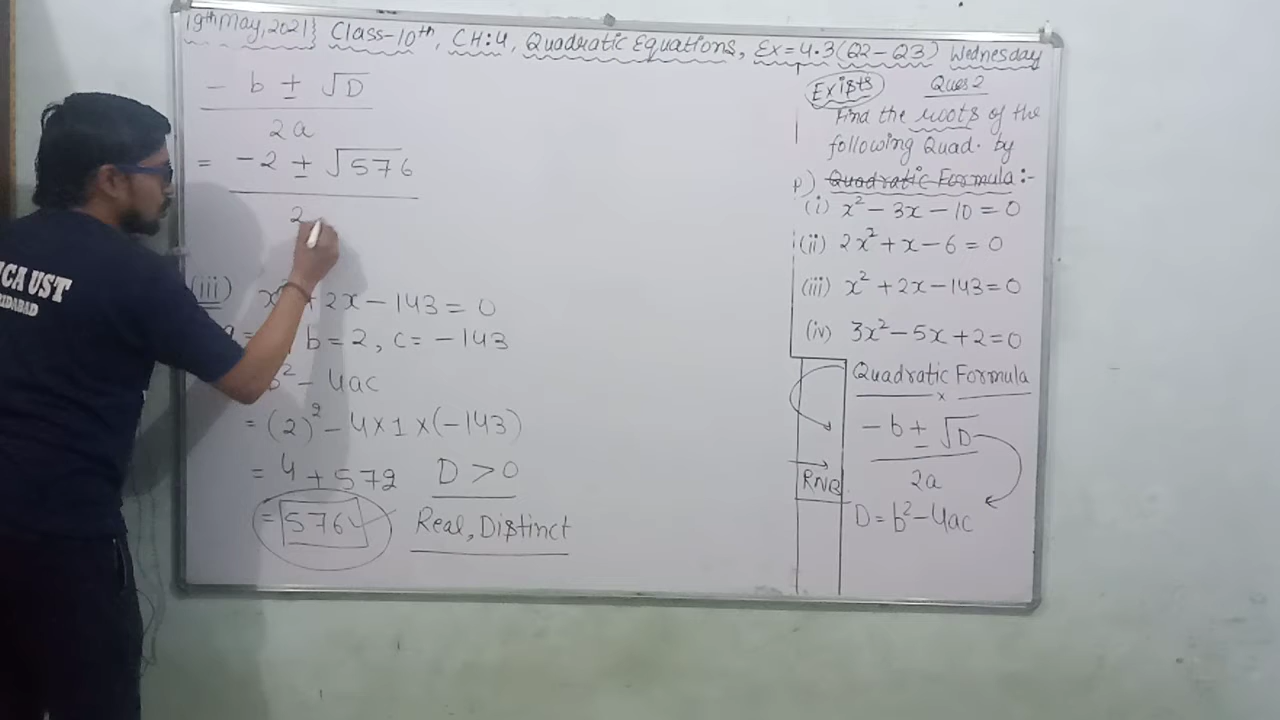 19th May, 2021} Class-10th, CH:4, Quadratic Equations, Ex=4.3(Q2-Q3) Wednesday
- b ± √D
2a
= -2 ± √576
2
(iii) x² + 2x - 143 = 0
b = 2, c = -143
b² - 4ac
= (2)² - 4×1×(-143)
= 4 + 572 D > 0
= 576 Real, Distinct
Exists Ques 2
Find the roots of the
following Quad. by
P) Quadratic Formula:-
(i) x² - 3x - 10 = 0
(ii) 2x² + x - 6 = 0
(iii) x² + 2x - 143 = 0
(iv) 3x² - 5x + 2 = 0
Quadratic Formula
x
-b ± √D
2a
RNB
D = b² - 4ac
CA UST
RIDABAD